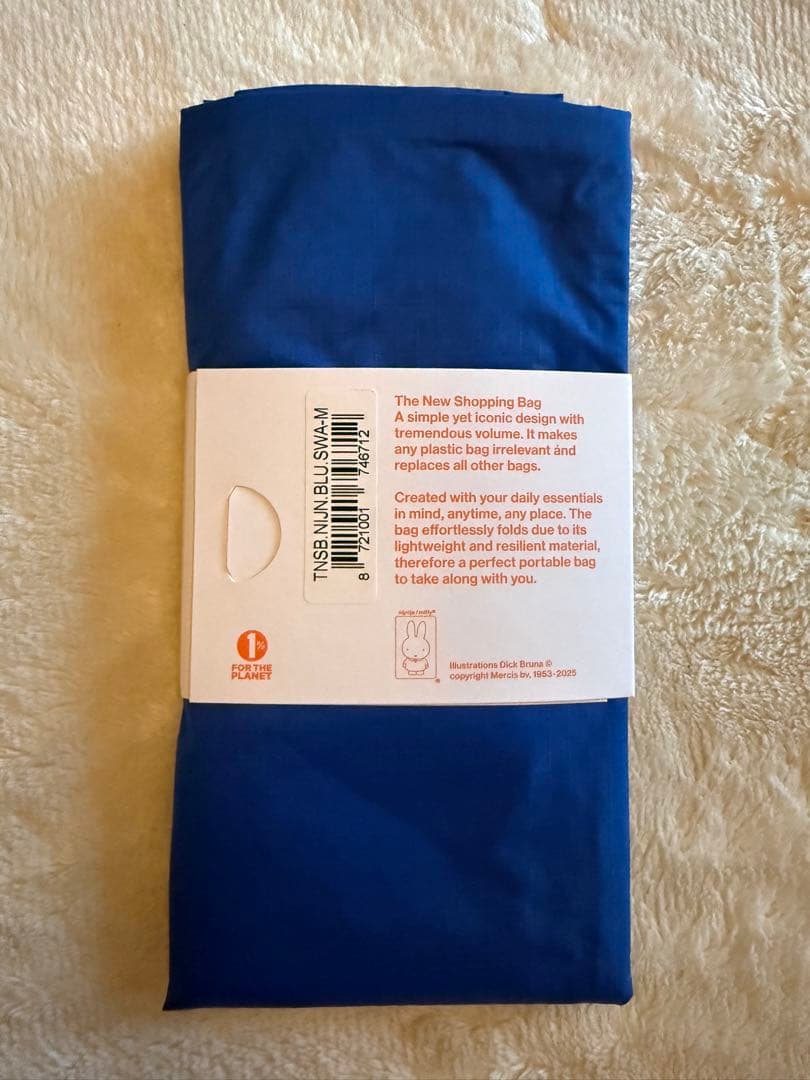 The New Shopping Bag
A simple yet iconic design with
tremendous volume. It makes
any plastic bag irrelevant ánd
replaces all other bags.
Created with your daily essentials
in mind, anytime, any place. The
bag effortlessly folds due to its
lightweight and resilient material,
therefore a perfect portable bag
to take along with you.
TNSB.NIJN.BLU.SWA-M
8 721001 746712
1%
FOR THE
PLANET
nijntje / miffy®
®
Illustrations Dick Bruna ©
copyright Mercis bv, 1953-2025